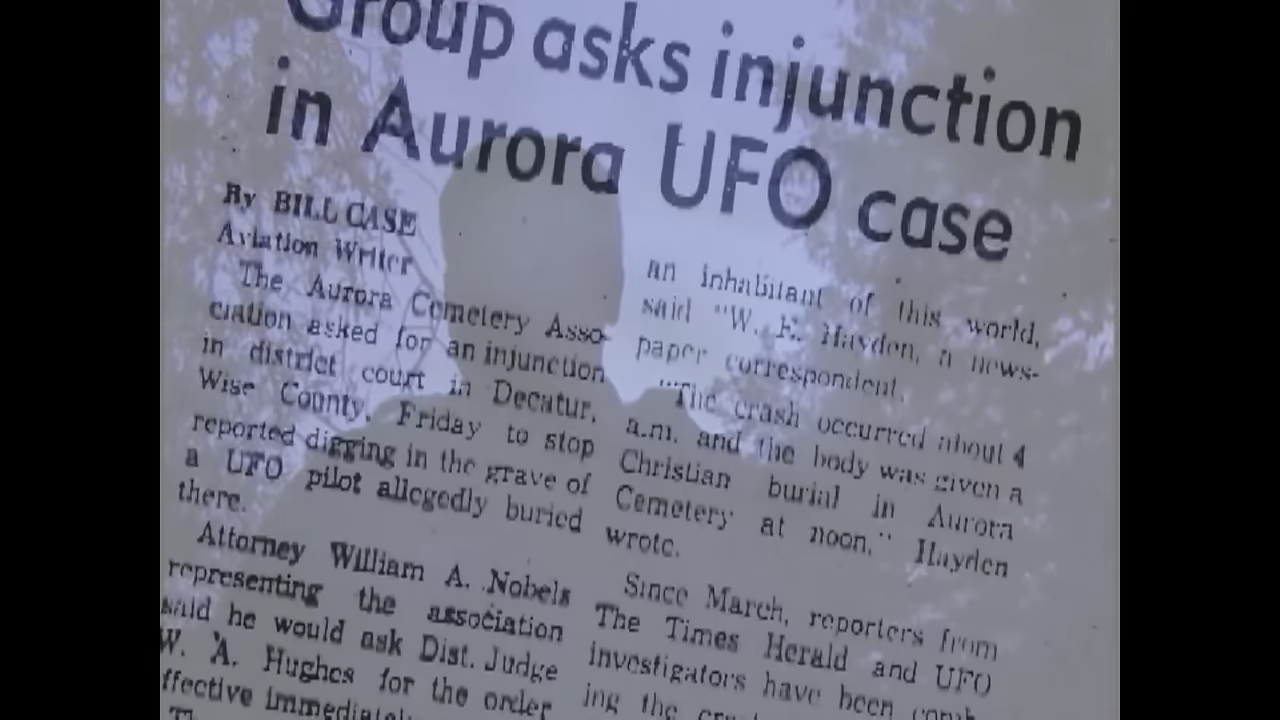 Group asks injunction
in Aurora UFO case
By BILL CASE
Aviation Writer
The Aurora Cemetery Asso-
ciation asked for an injunction
in district court in Decatur,
Wise County, Friday to stop
reported digging in the grave of
a UFO pilot allegedly buried
there.
Attorney William A. Nobels
representing the association
said he would ask Dist. Judge
W. A. Hughes for the order
ffective immediately
an inhabitant of this world,
said "W. E. Hayden, a news-
paper correspondent.
"The crash occurred about 4
a.m. and the body was given a
Christian burial in Aurora
Cemetery at noon," Hayden
wrote.
Since March, reporters from
The Times Herald and UFO
investigators have been comb-
ing the